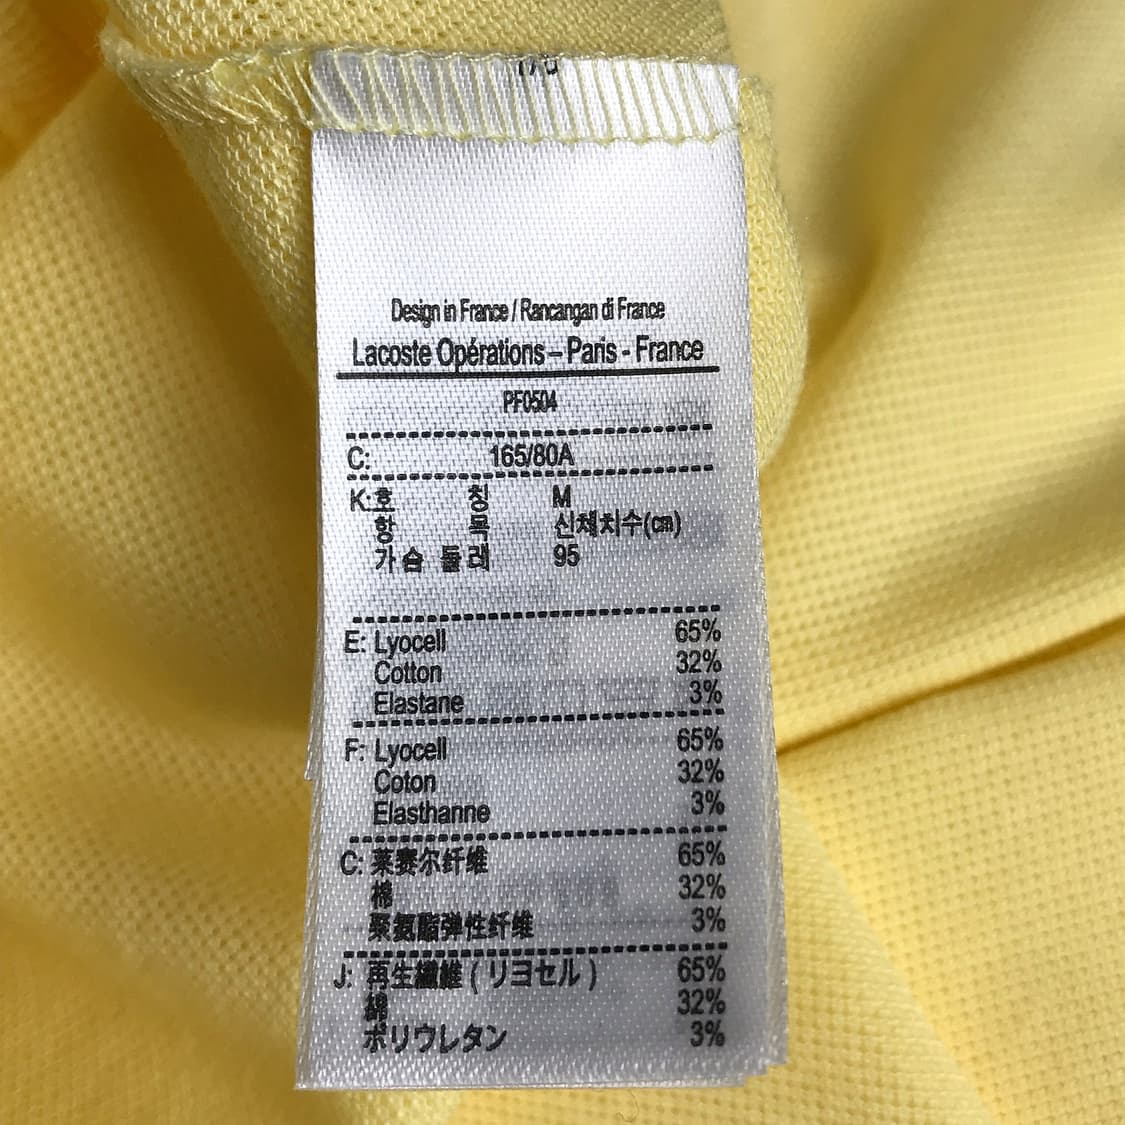 Design in France / Rancangan di France
Lacoste Opérations – Paris - France
PF0504
C: 165/80A
K: 호 칭 M
항 목 신체치수(㎝)
가슴 둘레 95
E: Lyocell 65%
Cotton 32%
Elastane 3%
F: Lyocell 65%
Coton 32%
Elasthanne 3%
C: 莱赛尔纤维 65%
棉 32%
聚氨酯弹性纤维 3%
J: 再生繊維 ( リヨセル ) 65%
綿 32%
ポリウレタン 3%